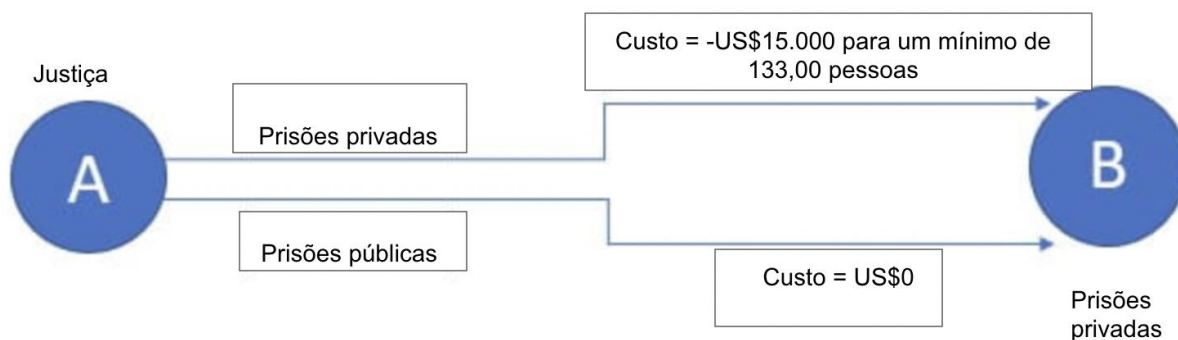 Custo = -US$15.000 para um mínimo de
133,00 pessoas
Justiça
Prisões privadas
A
B
Prisões públicas
Custo = US$0
Prisões
privadas